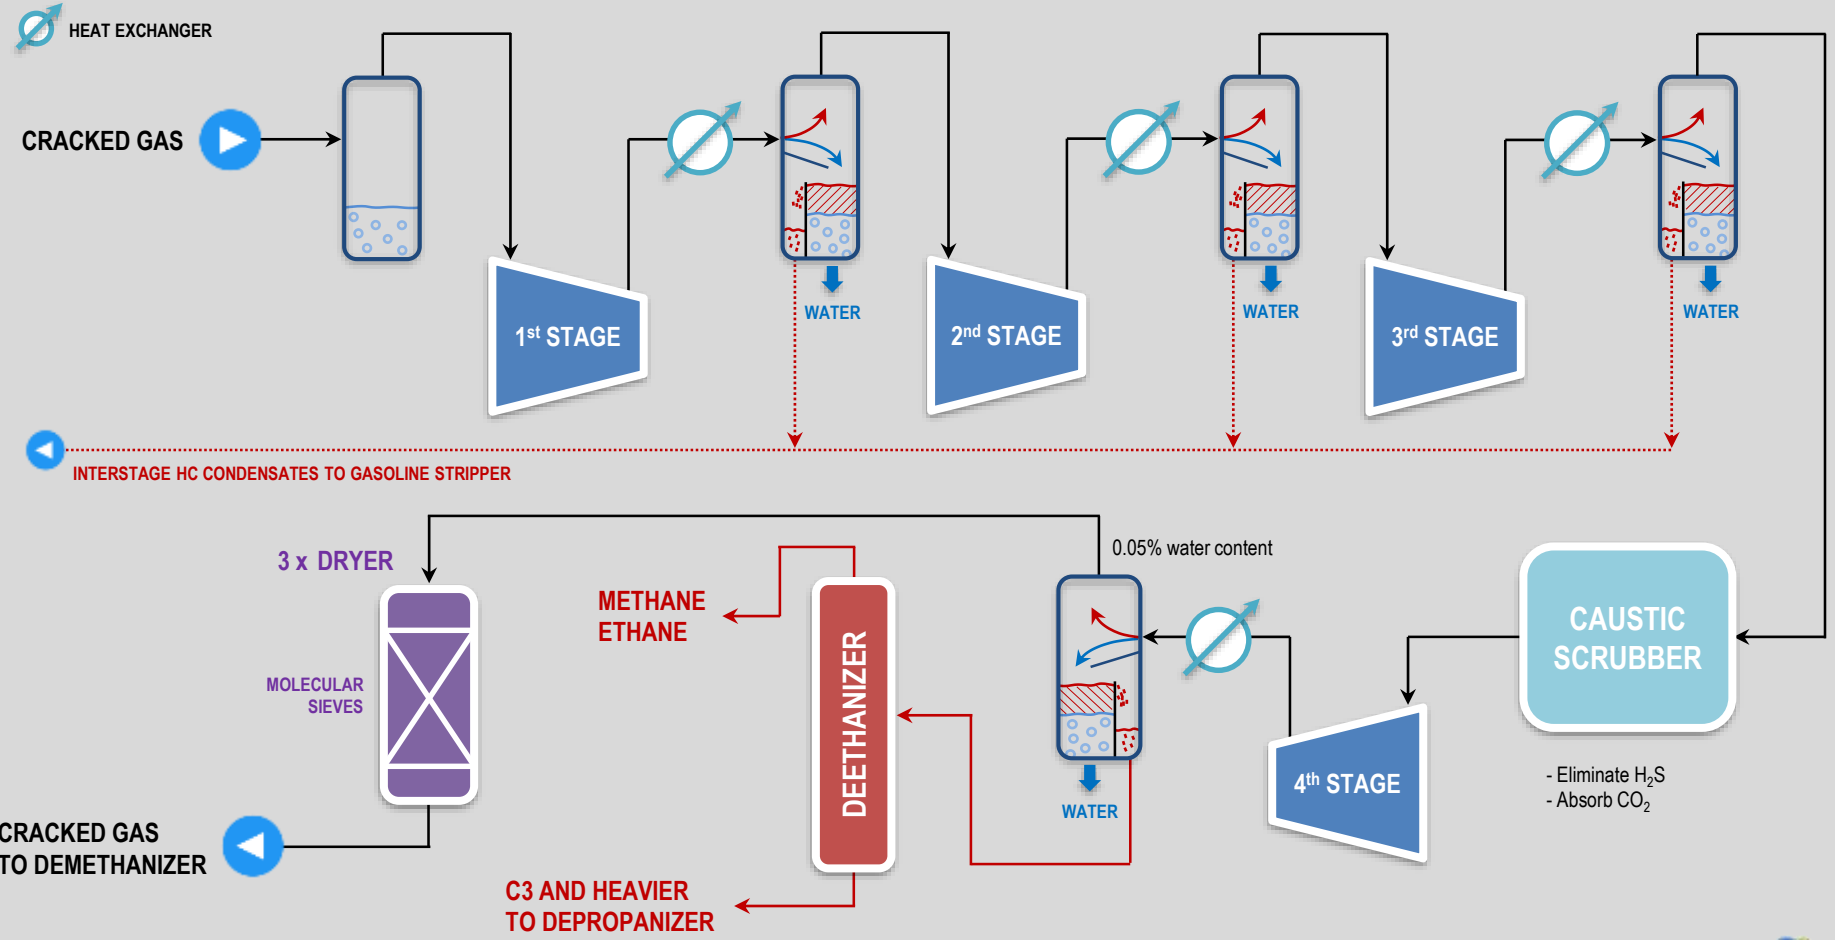 HEAT EXCHANGER
CRACKED GAS
WATER
WATER
WATER
1st STAGE
2nd STAGE
3rd STAGE
INTERSTAGE HC CONDENSATES TO GASOLINE STRIPPER
3 x DRYER
0.05% water content
METHANE
ETHANE
CAUSTIC
SCRUBBER
DEETHANIZER
MOLECULAR
SIEVES
4th STAGE
- Eliminate H2S
- Absorb CO2
WATER
CRACKED GAS
TO DEMETHANIZER
C3 AND HEAVIER
TO DEPROPANIZER